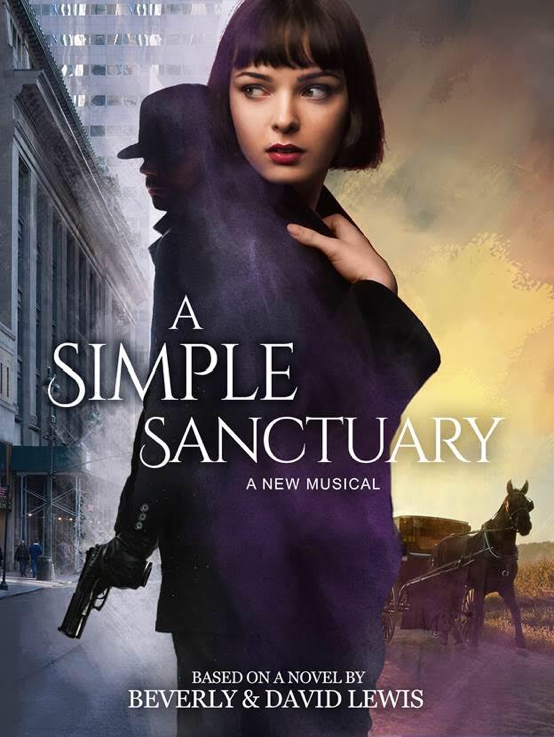 A
SIMPLE
SANCTUARY
A NEW MUSICAL
BASED ON A NOVEL BY
BEVERLY & DAVID LEWIS